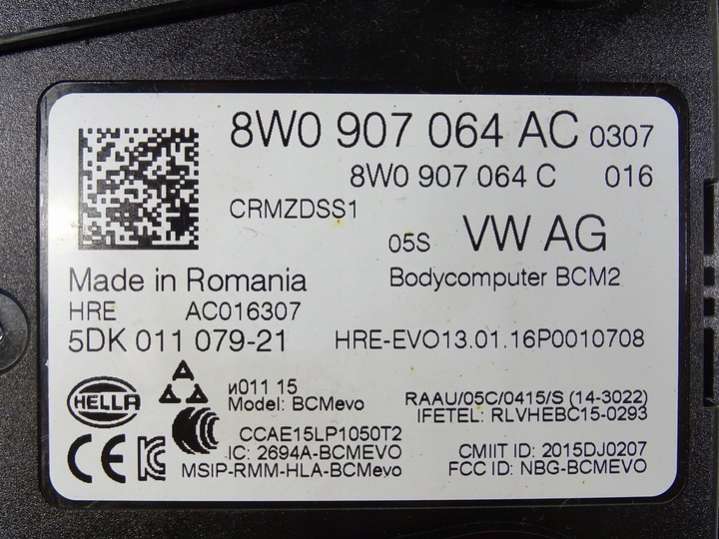 8W0 907 064 AC 0307
8W0 907 064 C 016
CRMZDSS1
05S VW AG
Made in Romania
Bodycomputer BCM2
HRE AC016307
5DK 011 079-21
HRE-EVO13.01.16P0010708
HELLA
ᴎ011 15
Model: BCMevo
RAAU/05C/0415/S (14-3022)
IFETEL: RLVHEBC15-0293
CCAE15LP1050T2
IC: 2694A-BCMEVO
MSIP-RMM-HLA-BCMevo
CMIIT ID: 2015DJ0207
FCC ID: NBG-BCMEVO
CE